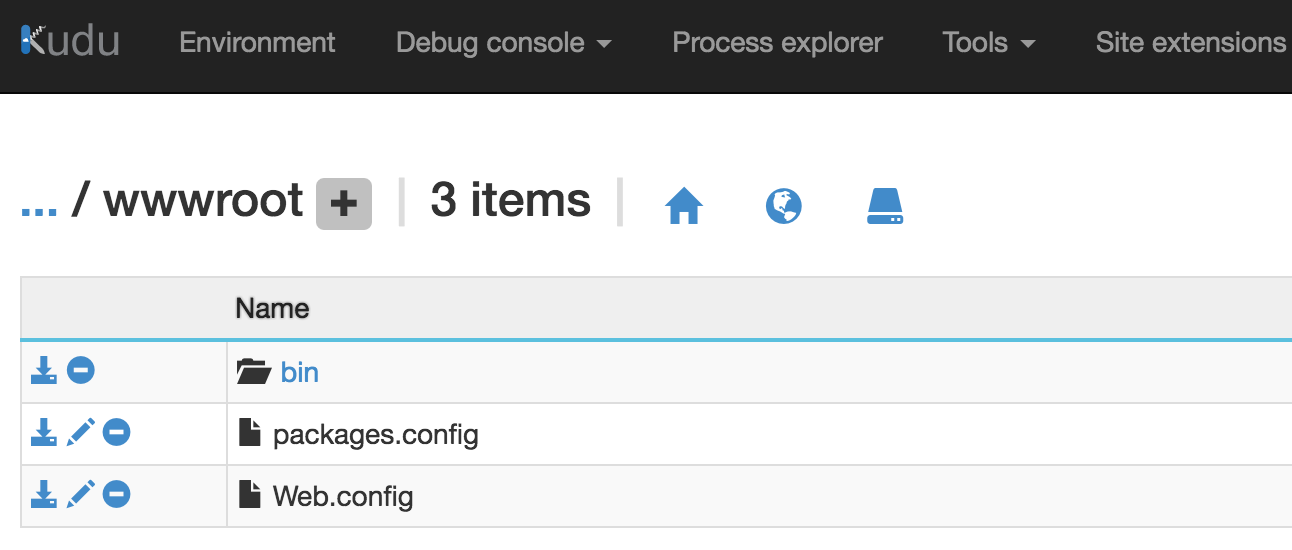 Kudu Environment Debug console Process explorer Tools Site extensions
... / wwwroot + | 3 items |
Name
bin
packages.config
Web.config